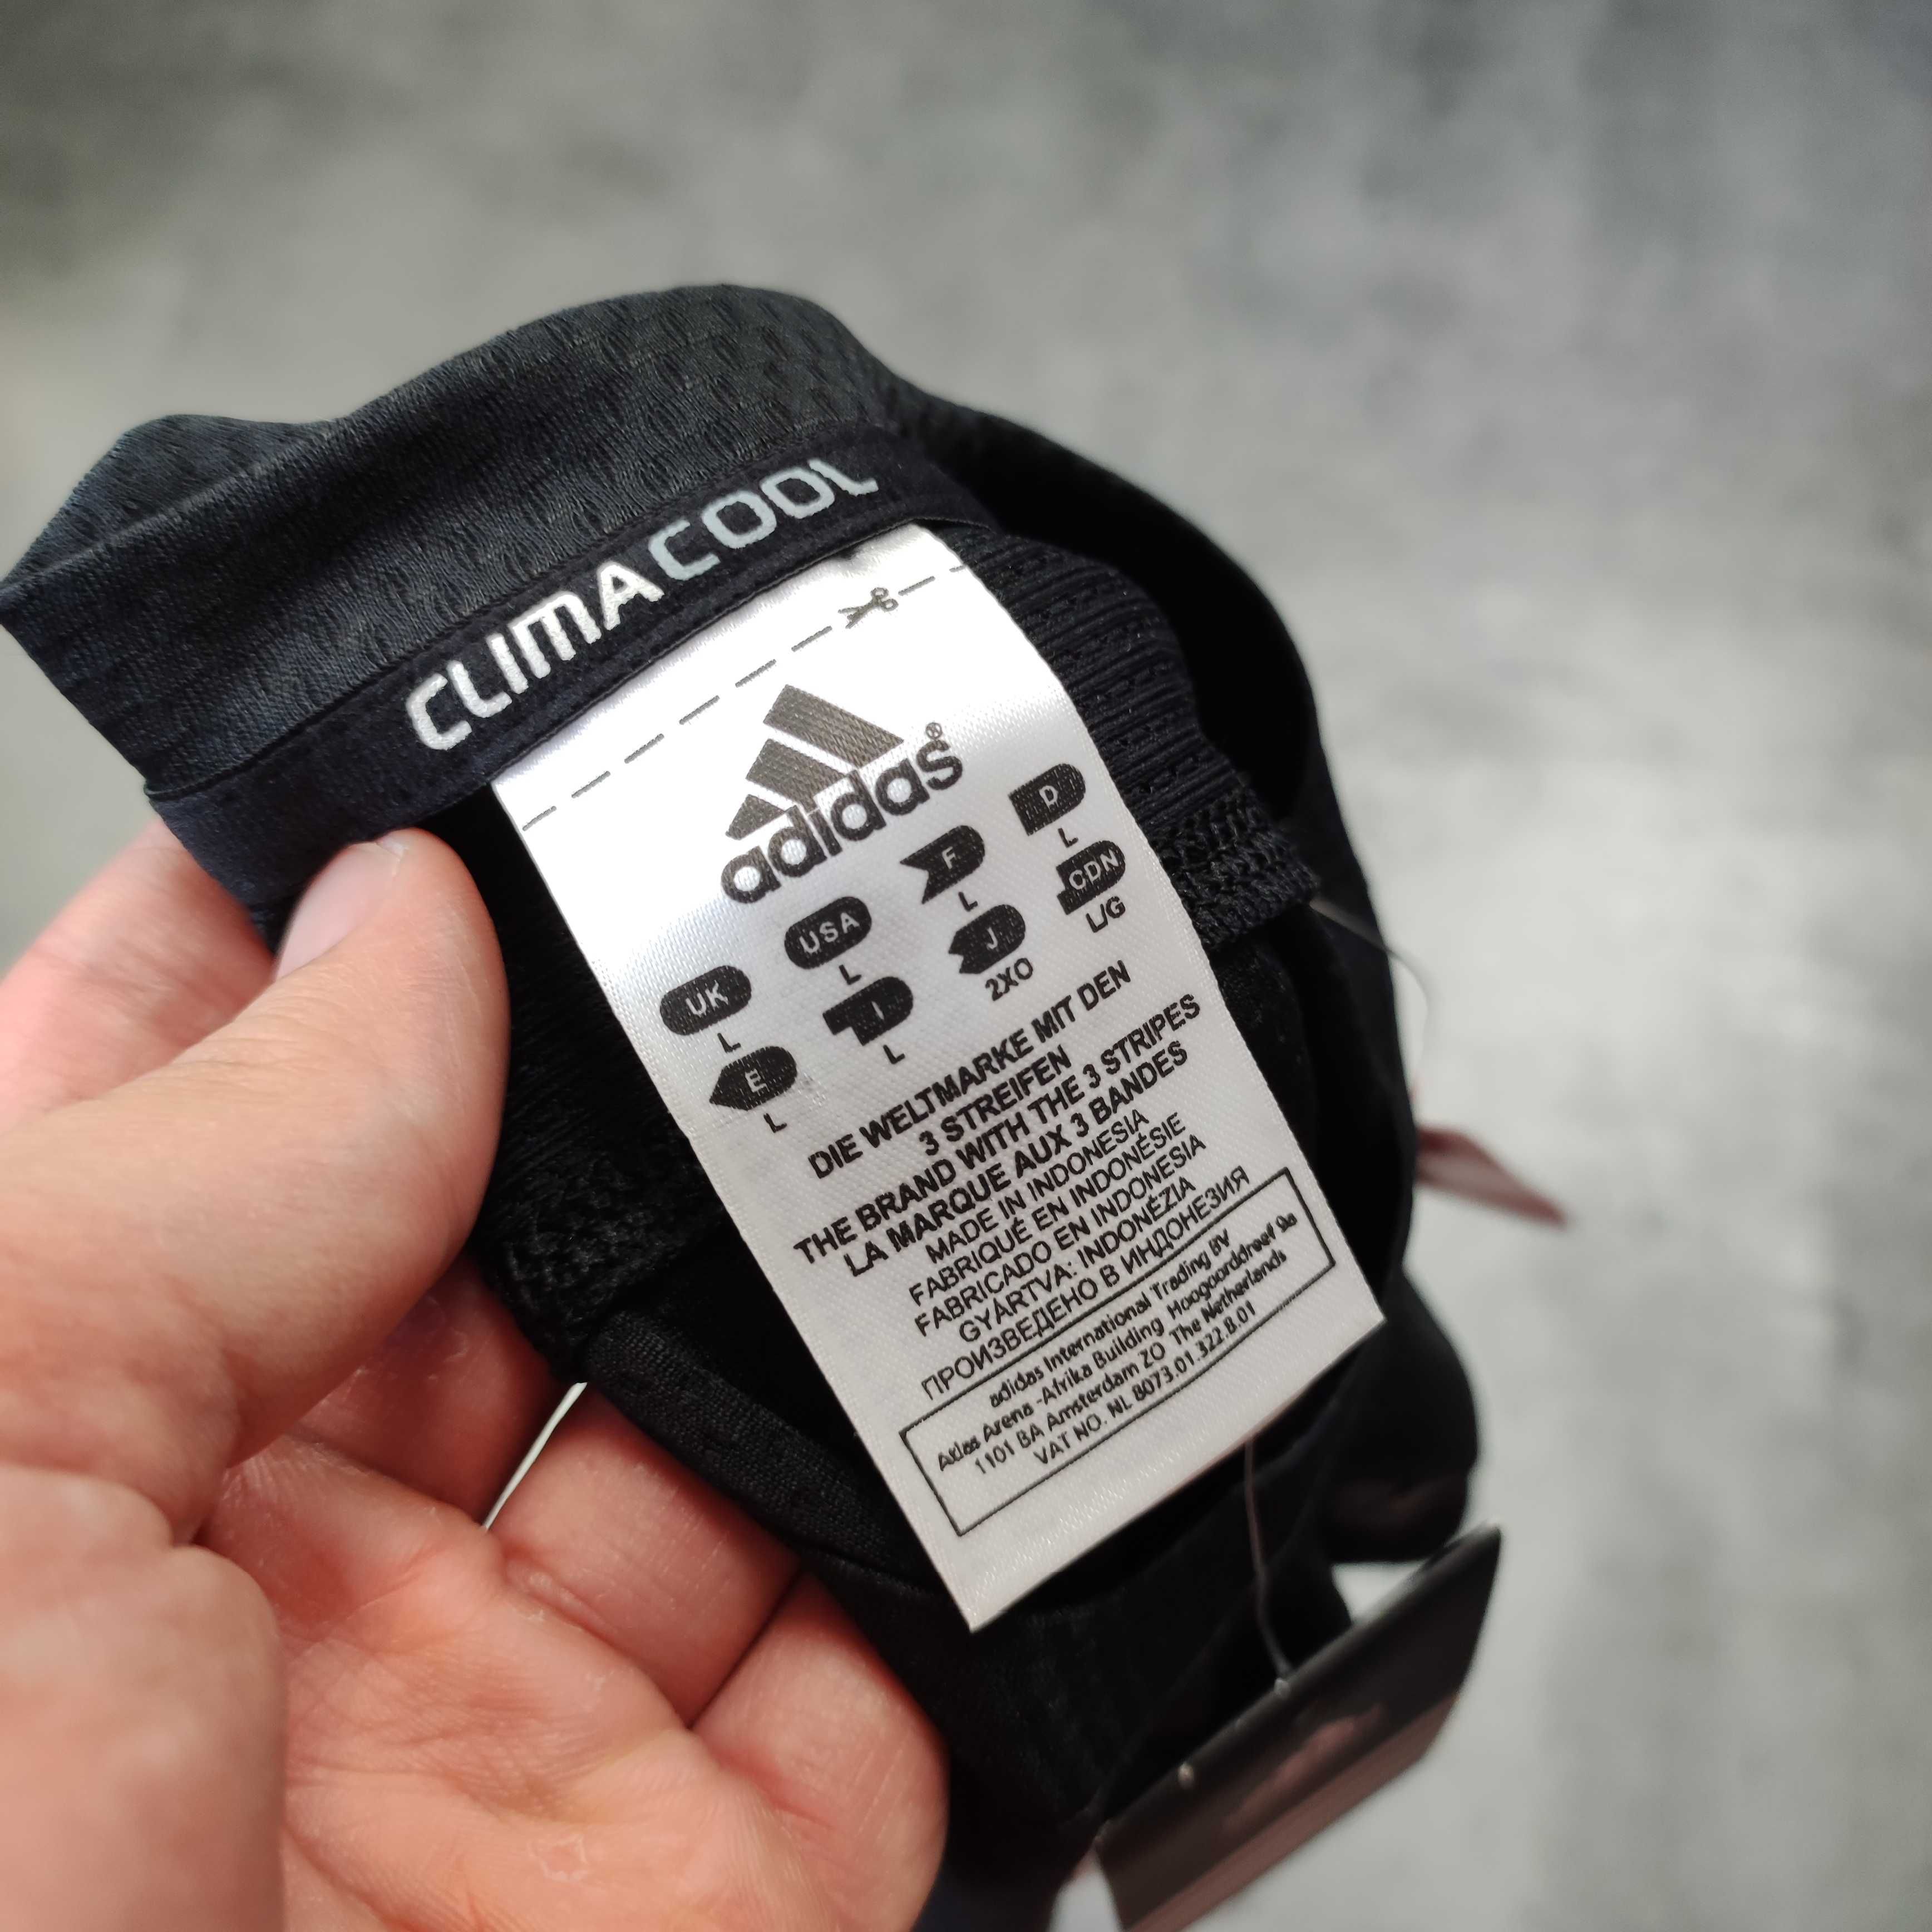 CLIMACOOL
adidas®
UK USA F D
L L L L
E I J CDN
L L 2XO L/G
DIE WELTMARKE MIT DEN
3 STREIFEN
THE BRAND WITH THE 3 STRIPES
LA MARQUE AUX 3 BANDES
MADE IN INDONESIA
FABRIQUÉ EN INDONÉSIE
FABRICADO EN INDONESIA
GYÁRTVA: INDONÉZIA
ПРОИЗВЕДЕНО В ИНДОНЕЗИЯ
adidas International Trading BV
Atlas Arena -Afrika Building Hoogoorddreef 9a
1101 BA Amsterdam ZO The Netherlands
VAT NO. NL 8073.01.322.B.01